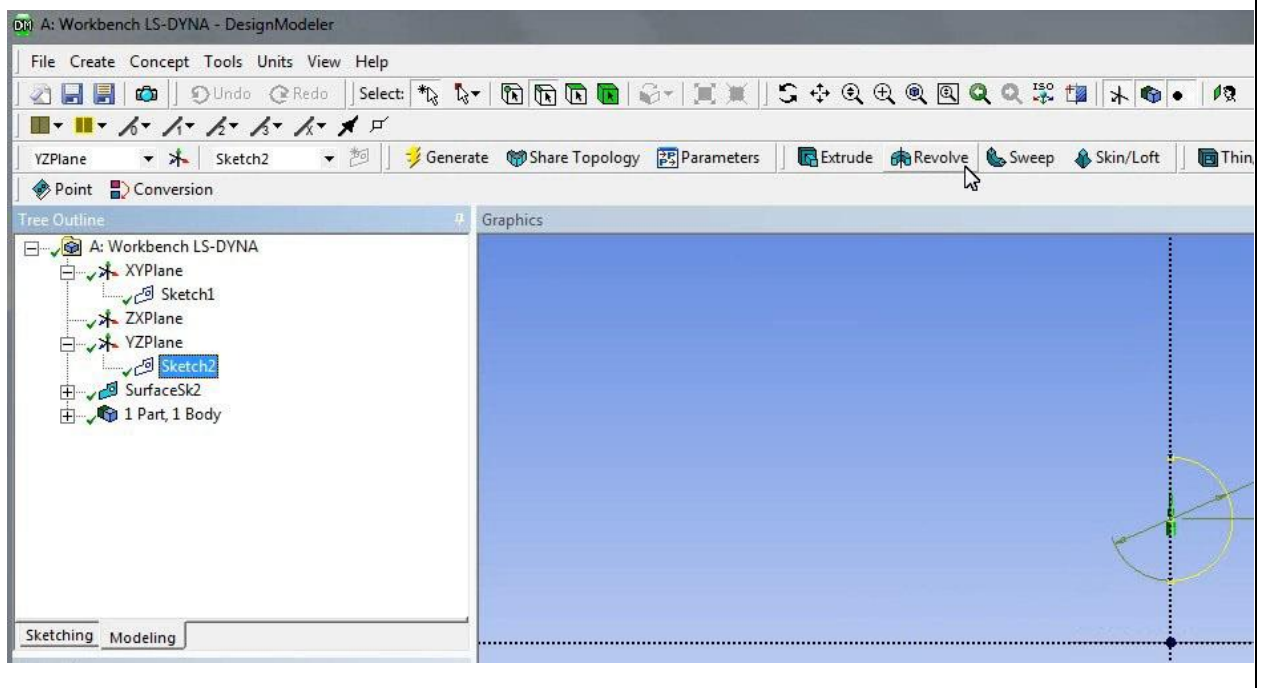 DM A: Workbench LS-DYNA - DesignModeler
File Create Concept Tools Units View Help
Undo Redo Select: ISO
YZPlane Sketch2 Generate Share Topology Parameters Extrude Revolve Sweep Skin/Loft Thin/
Point Conversion
Tree Outline Graphics
A: Workbench LS-DYNA
XYPlane
Sketch1
ZXPlane
YZPlane
Sketch2
SurfaceSk2
1 Part, 1 Body
Sketching Modeling